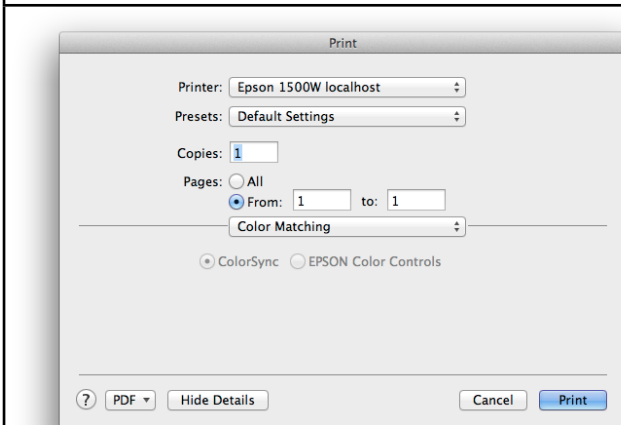 Print
Printer: Epson 1500W localhost
Presets: Default Settings
Copies: 1
Pages: All
From: 1 to: 1
Color Matching
ColorSync EPSON Color Controls
? PDF Hide Details Cancel Print